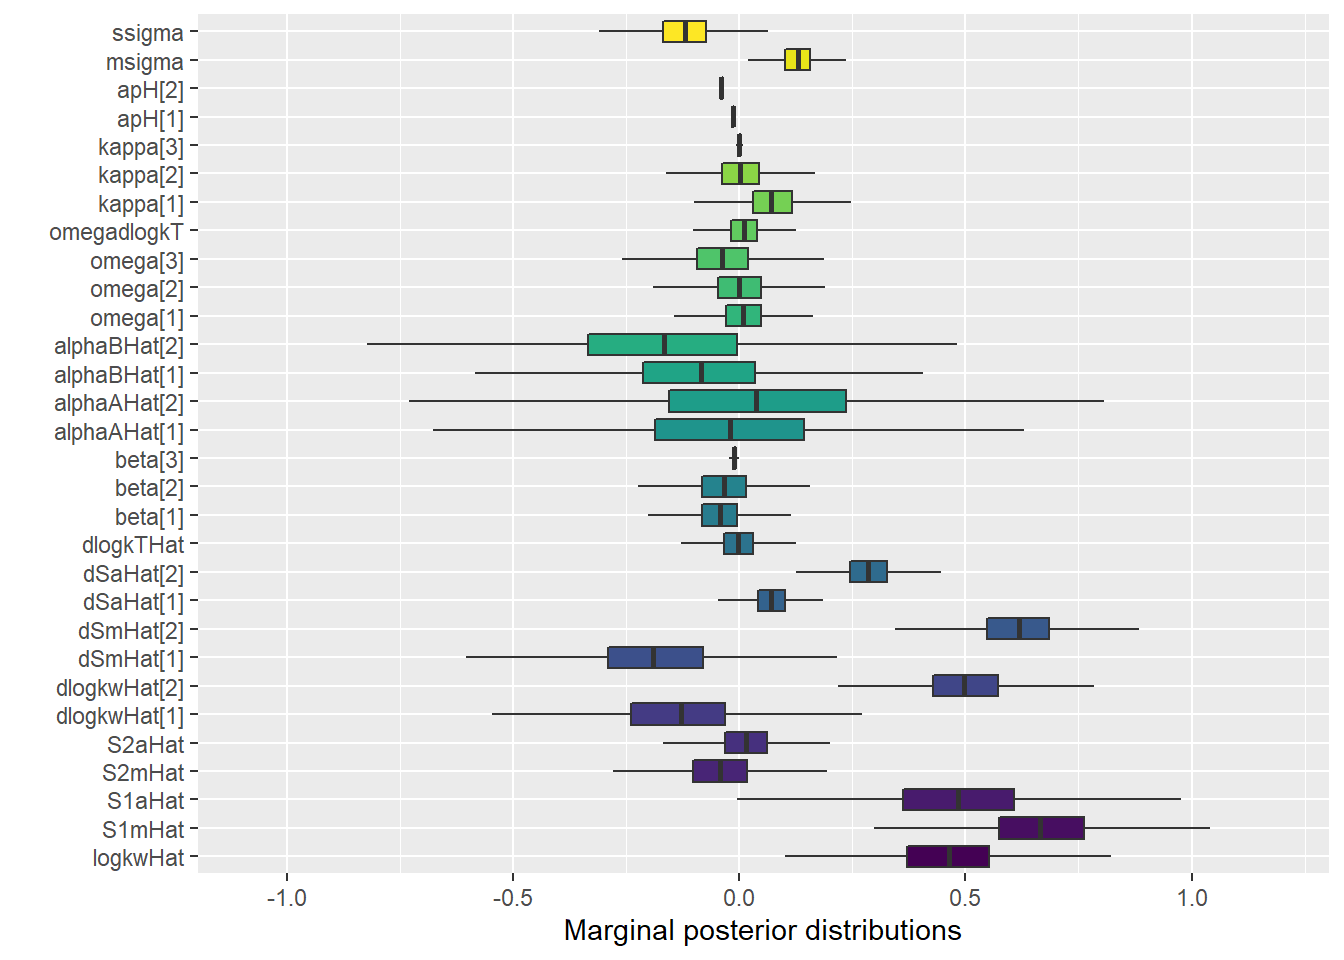 ssigma
msigma
apH[2]
apH[1]
kappa[3]
kappa[2]
kappa[1]
omegadlogkT
omega[3]
omega[2]
omega[1]
alphaBHat[2]
alphaBHat[1]
alphaAHat[2]
alphaAHat[1]
beta[3]
beta[2]
beta[1]
dlogkTHat
dSaHat[2]
dSaHat[1]
dSmHat[2]
dSmHat[1]
dlogkwHat[2]
dlogkwHat[1]
S2aHat
S2mHat
S1aHat
S1mHat
logkwHat
-1.0 -0.5 0.0 0.5 1.0
Marginal posterior distributions